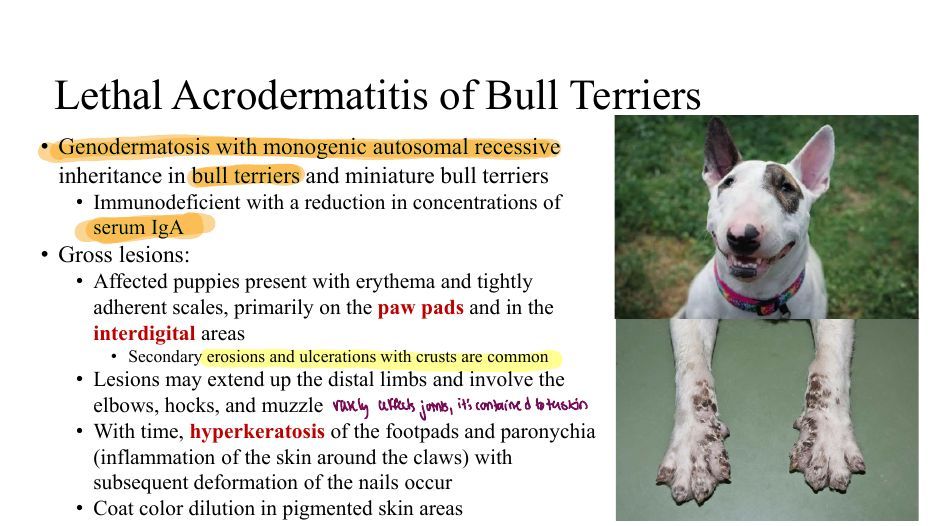 Lethal Acrodermatitis of Bull Terriers
• Genodermatosis with monogenic autosomal recessive
inheritance in bull terriers and miniature bull terriers
• Immunodeficient with a reduction in concentrations of
serum IgA
• Gross lesions:
• Affected puppies present with erythema and tightly
adherent scales, primarily on the paw pads and in the
interdigital areas
• Secondary erosions and ulcerations with crusts are common
• Lesions may extend up the distal limbs and involve the
elbows, hocks, and muzzle rarely affects joints, it's contained to the skin
• With time, hyperkeratosis of the footpads and paronychia
(inflammation of the skin around the claws) with
subsequent deformation of the nails occur
• Coat color dilution in pigmented skin areas